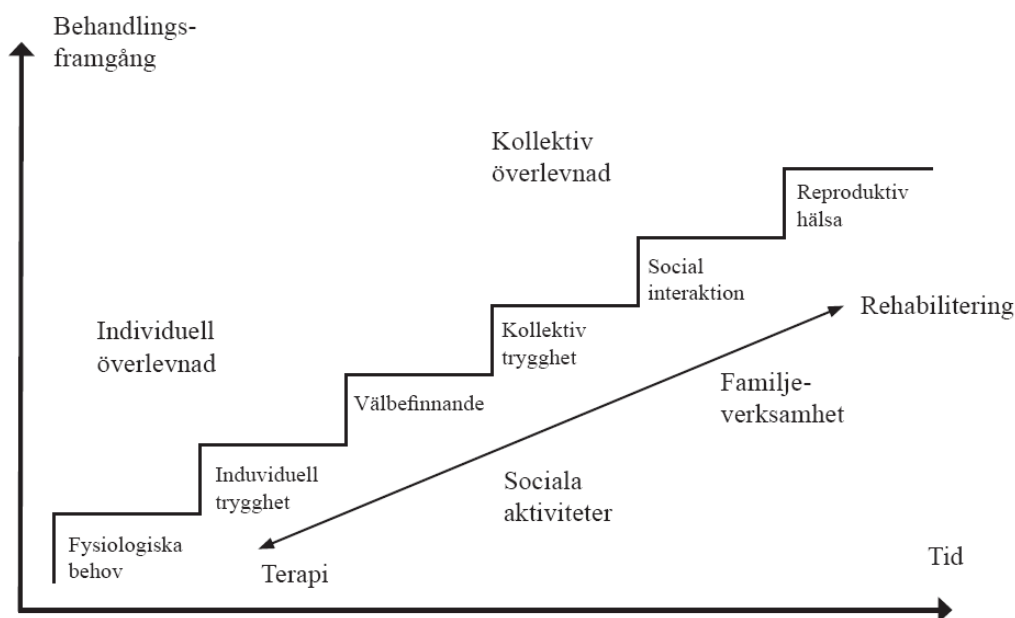 Behandlings-
framgång
Kollektiv
överlevnad
Reproduktiv
hälsa
Social
interaktion
Rehabilitering
Individuell
överlevnad
Kollektiv
trygghet
Familje-
verksamhet
Välbefinnande
Induviduell
trygghet
Sociala
aktiviteter
Fysiologiska
behov
Terapi
Tid